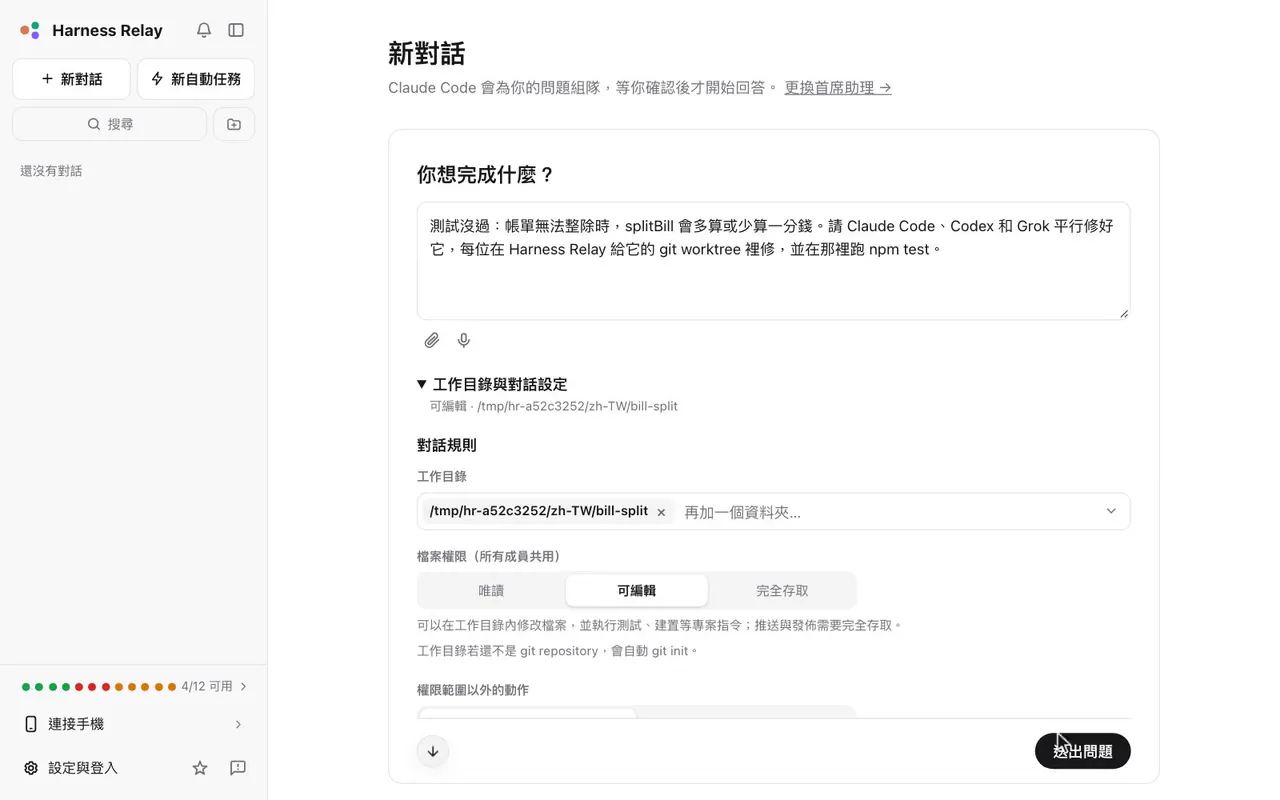 Harness Relay
新對話
新自動任務
搜尋
還沒有對話
4/12 可用
連接手機
設定與登入
新對話
Claude Code 會為你的問題組隊，等你確認後才開始回答。 更換首席助理 →
你想完成什麼？
測試沒過：帳單無法整除時，splitBill 會多算或少算一分錢。請 Claude Code、Codex 和 Grok 平行修好
它，每位在 Harness Relay 給它的 git worktree 裡修，並在那裡跑 npm test。
▼ 工作目錄與對話設定
可編輯 · /tmp/hr-a52c3252/zh-TW/bill-split
對話規則
工作目錄
/tmp/hr-a52c3252/zh-TW/bill-split × 再加一個資料夾...
檔案權限（所有成員共用）
唯讀 可編輯 完全存取
可以在工作目錄內修改檔案，並執行測試、建置等專案指令；推送與發佈需要完全存取。
工作目錄若還不是 git repository，會自動 git init。
權限範圍以外的動作
送出問題